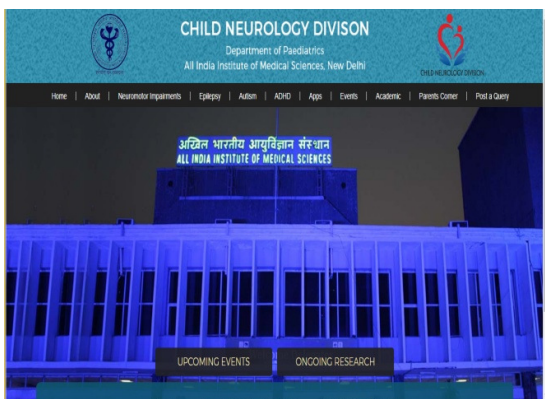 CHILD NEUROLOGY DIVISON
Department of Paediatrics
All India Institute of Medical Sciences, New Delhi
CHILD NEUROLOGY DIVISION
Home | About | Neuromotor Impairments | Epilepsy | Autism | ADHD | Apps | Events | Academic | Parents Corner | Post a Query
अखिल भारतीय आयुर्विज्ञान संस्थान
ALL INDIA INSTITUTE OF MEDICAL SCIENCES
UPCOMING EVENTS
ONGOING RESEARCH